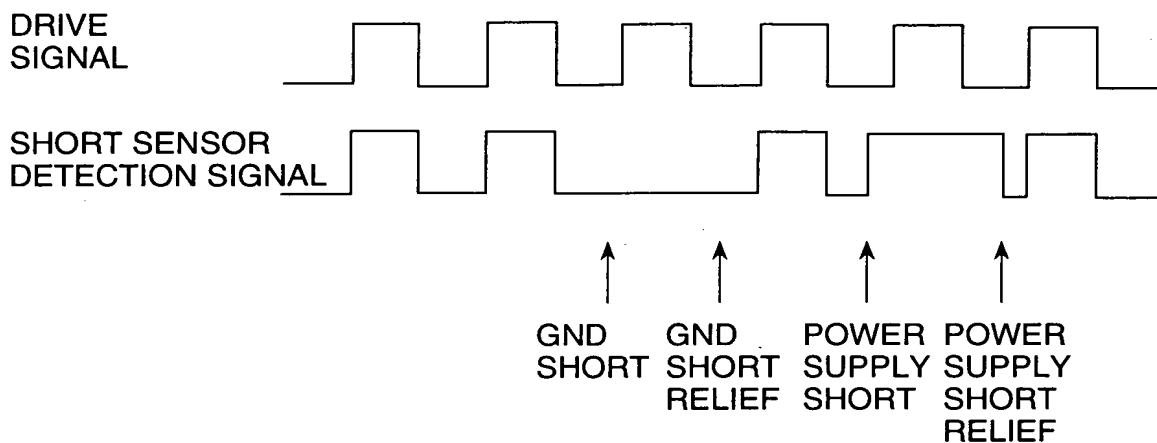 DRIVE
SIGNAL
SHORT SENSOR
DETECTION SIGNAL
GND
SHORT
GND
SHORT
RELIEF
POWER
SUPPLY
SHORT
POWER
SUPPLY
SHORT
RELIEF